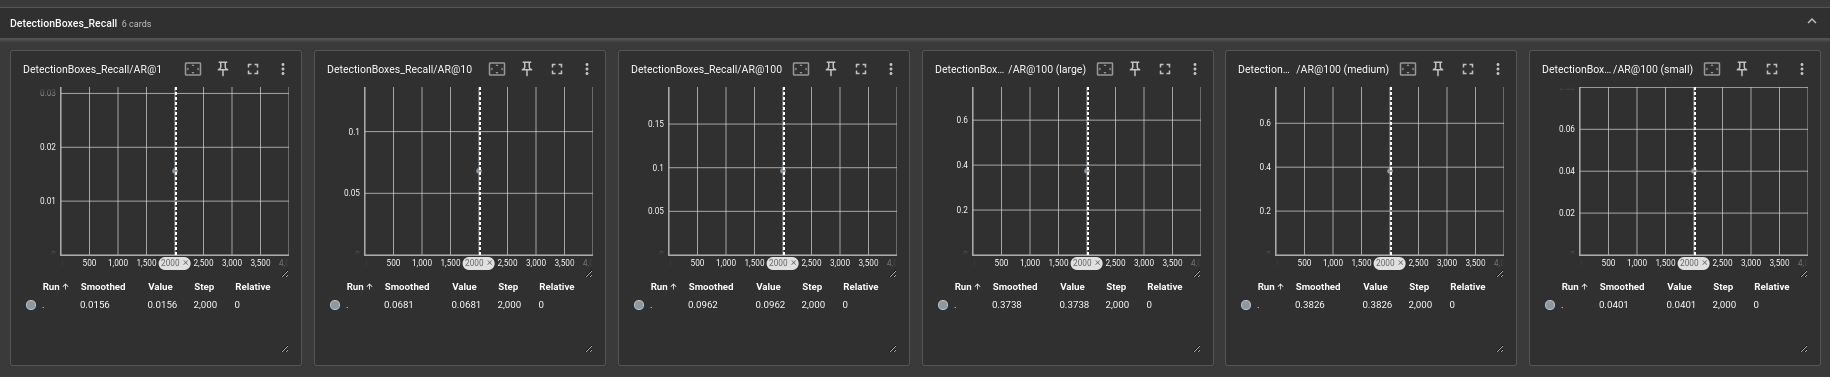 DetectionBoxes_Recall 6 cards
DetectionBoxes_Recall/AR@1
0.03
0.02
0.01
500 1,000 1,500 2000 × 2,500 3,000 3,500 4,
Run ↑ Smoothed Value Step Relative
. 0.0156 0.0156 2,000 0
DetectionBoxes_Recall/AR@10
0.1
0.05
500 1,000 1,500 2000 × 2,500 3,000 3,500 4,
Run ↑ Smoothed Value Step Relative
. 0.0681 0.0681 2,000 0
DetectionBoxes_Recall/AR@100
0.15
0.1
0.05
500 1,000 1,500 2000 × 2,500 3,000 3,500 4,
Run ↑ Smoothed Value Step Relative
. 0.0962 0.0962 2,000 0
DetectionBox... /AR@100 (large)
0.6
0.4
0.2
500 1,000 1,500 2000 × 2,500 3,000 3,500 4,
Run ↑ Smoothed Value Step Relative
. 0.3738 0.3738 2,000 0
Detection... /AR@100 (medium)
0.6
0.4
0.2
500 1,000 1,500 2000 × 2,500 3,000 3,500 4,
Run ↑ Smoothed Value Step Relative
. 0.3826 0.3826 2,000 0
DetectionBox... /AR@100 (small)
0.06
0.04
0.02
500 1,000 1,500 2000 × 2,500 3,000 3,500 4,
Run ↑ Smoothed Value Step Relative
. 0.0401 0.0401 2,000 0